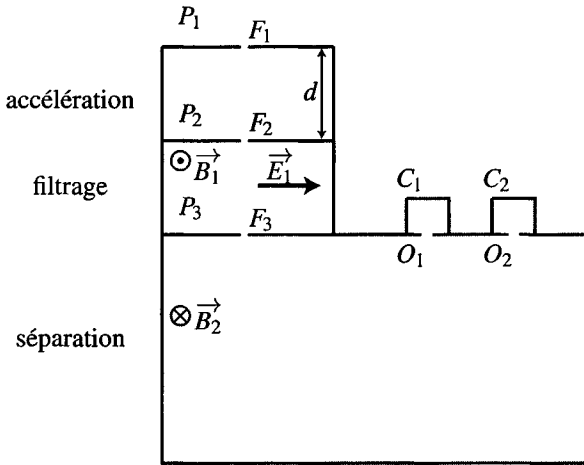 P₁
F₁
accélération
d
P₂
F₂
B₁
E₁
filtrage
P₃
F₃
C₁
C₂
O₁
O₂
B₂
séparation